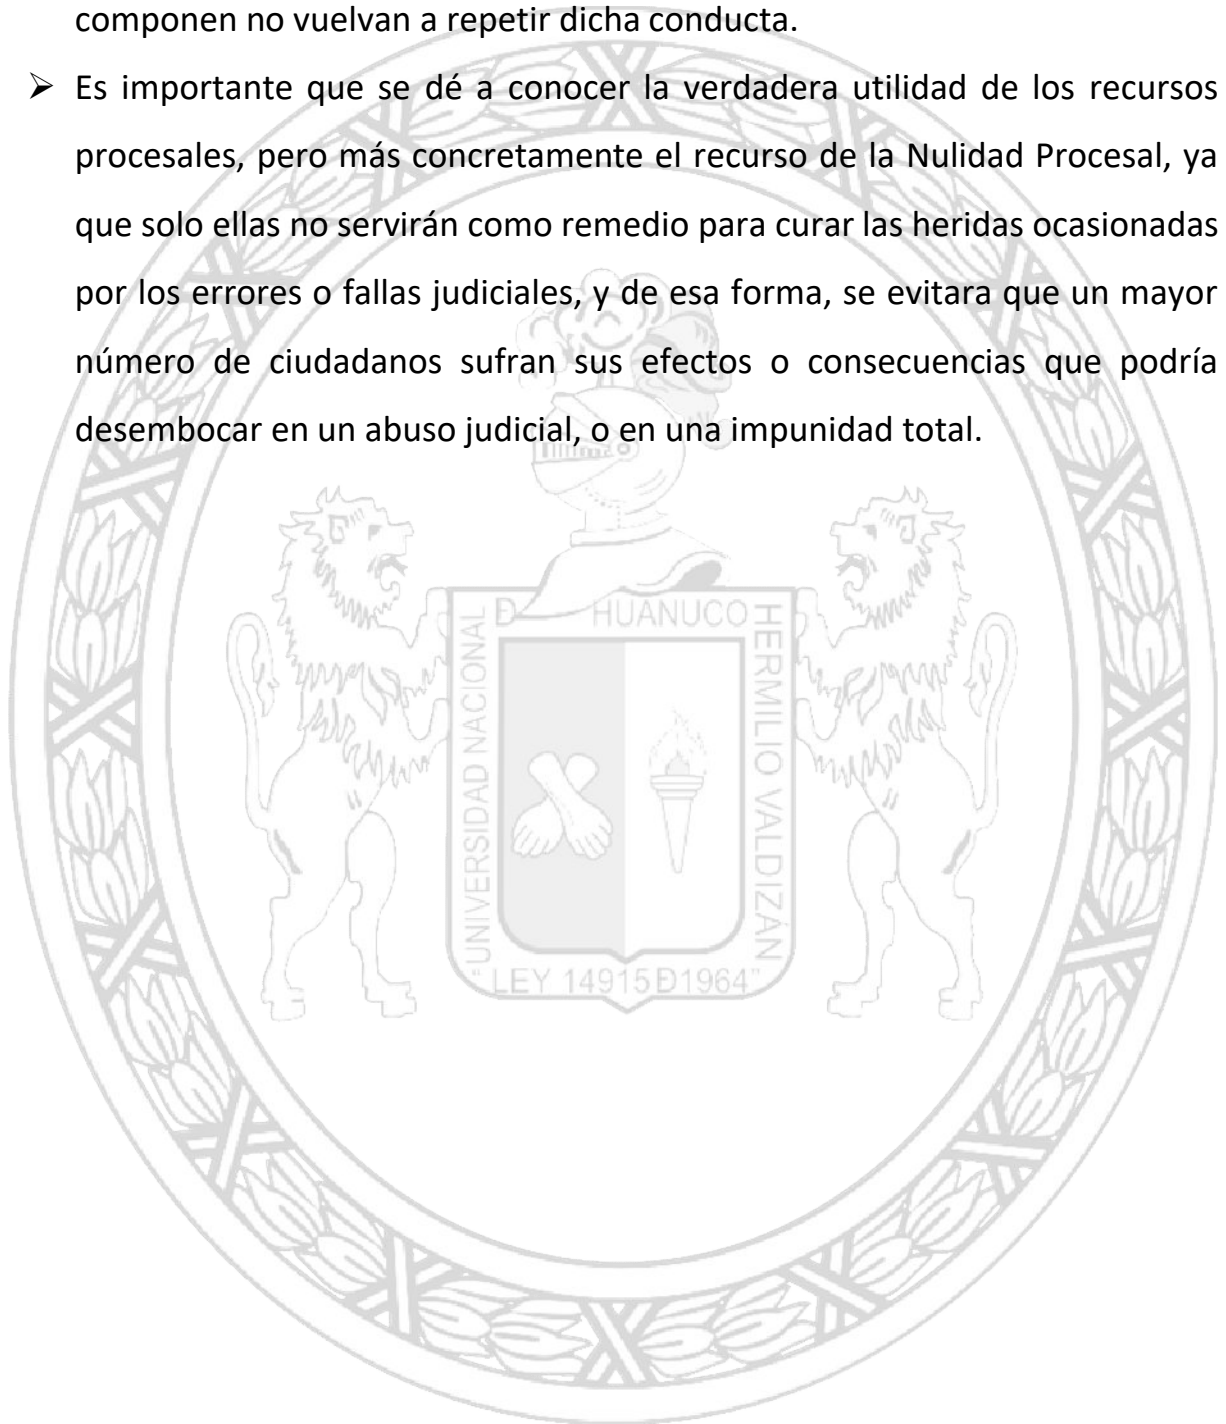 componen no vuelvan a repetir dicha conducta.
➢ Es importante que se dé a conocer la verdadera utilidad de los recursos
procesales, pero más concretamente el recurso de la Nulidad Procesal, ya
que solo ellas no servirán como remedio para curar las heridas ocasionadas
por los errores o fallas judiciales, y de esa forma, se evitara que un mayor
número de ciudadanos sufran sus efectos o consecuencias que podría
desembocar en un abuso judicial, o en una impunidad total.
"UNIVERSIDAD NACIONAL
Đ HUANUCO
HERMILIO VALDIZÁN
"LEY 14915 Đ 1964"